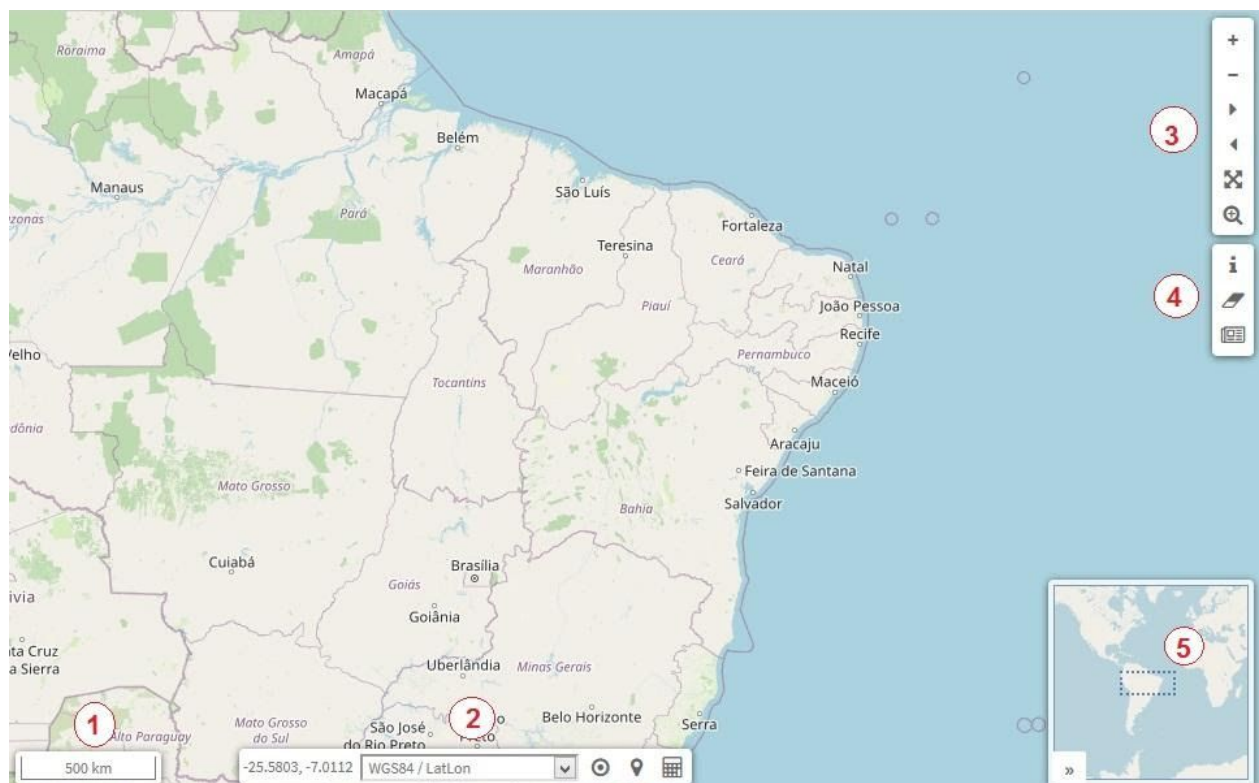 Roraima
Amapá
Macapá
Belém
Manaus
São Luís
azonas
Pará
Fortaleza
Teresina
Maranhão
Ceará
Natal
Piauí
João Pessoa
Recife
Velho
Pernambuco
Tocantins
Maceió
dônia
Aracaju
Feira de Santana
Mato Grosso
Salvador
Bahia
Cuiabá
Brasília
Goiás
ivia
Goiânia
ta Cruz
a Sierra
Uberlândia
Minas Gerais
Alto Paraguay
Mato Grosso
do Sul
São José
do Rio Preto
o
Preto
Belo Horizonte
Serra
1
2
3
4
5
+
−
i
500 km
-25.5803, -7.0112
WGS84 / LatLon
»